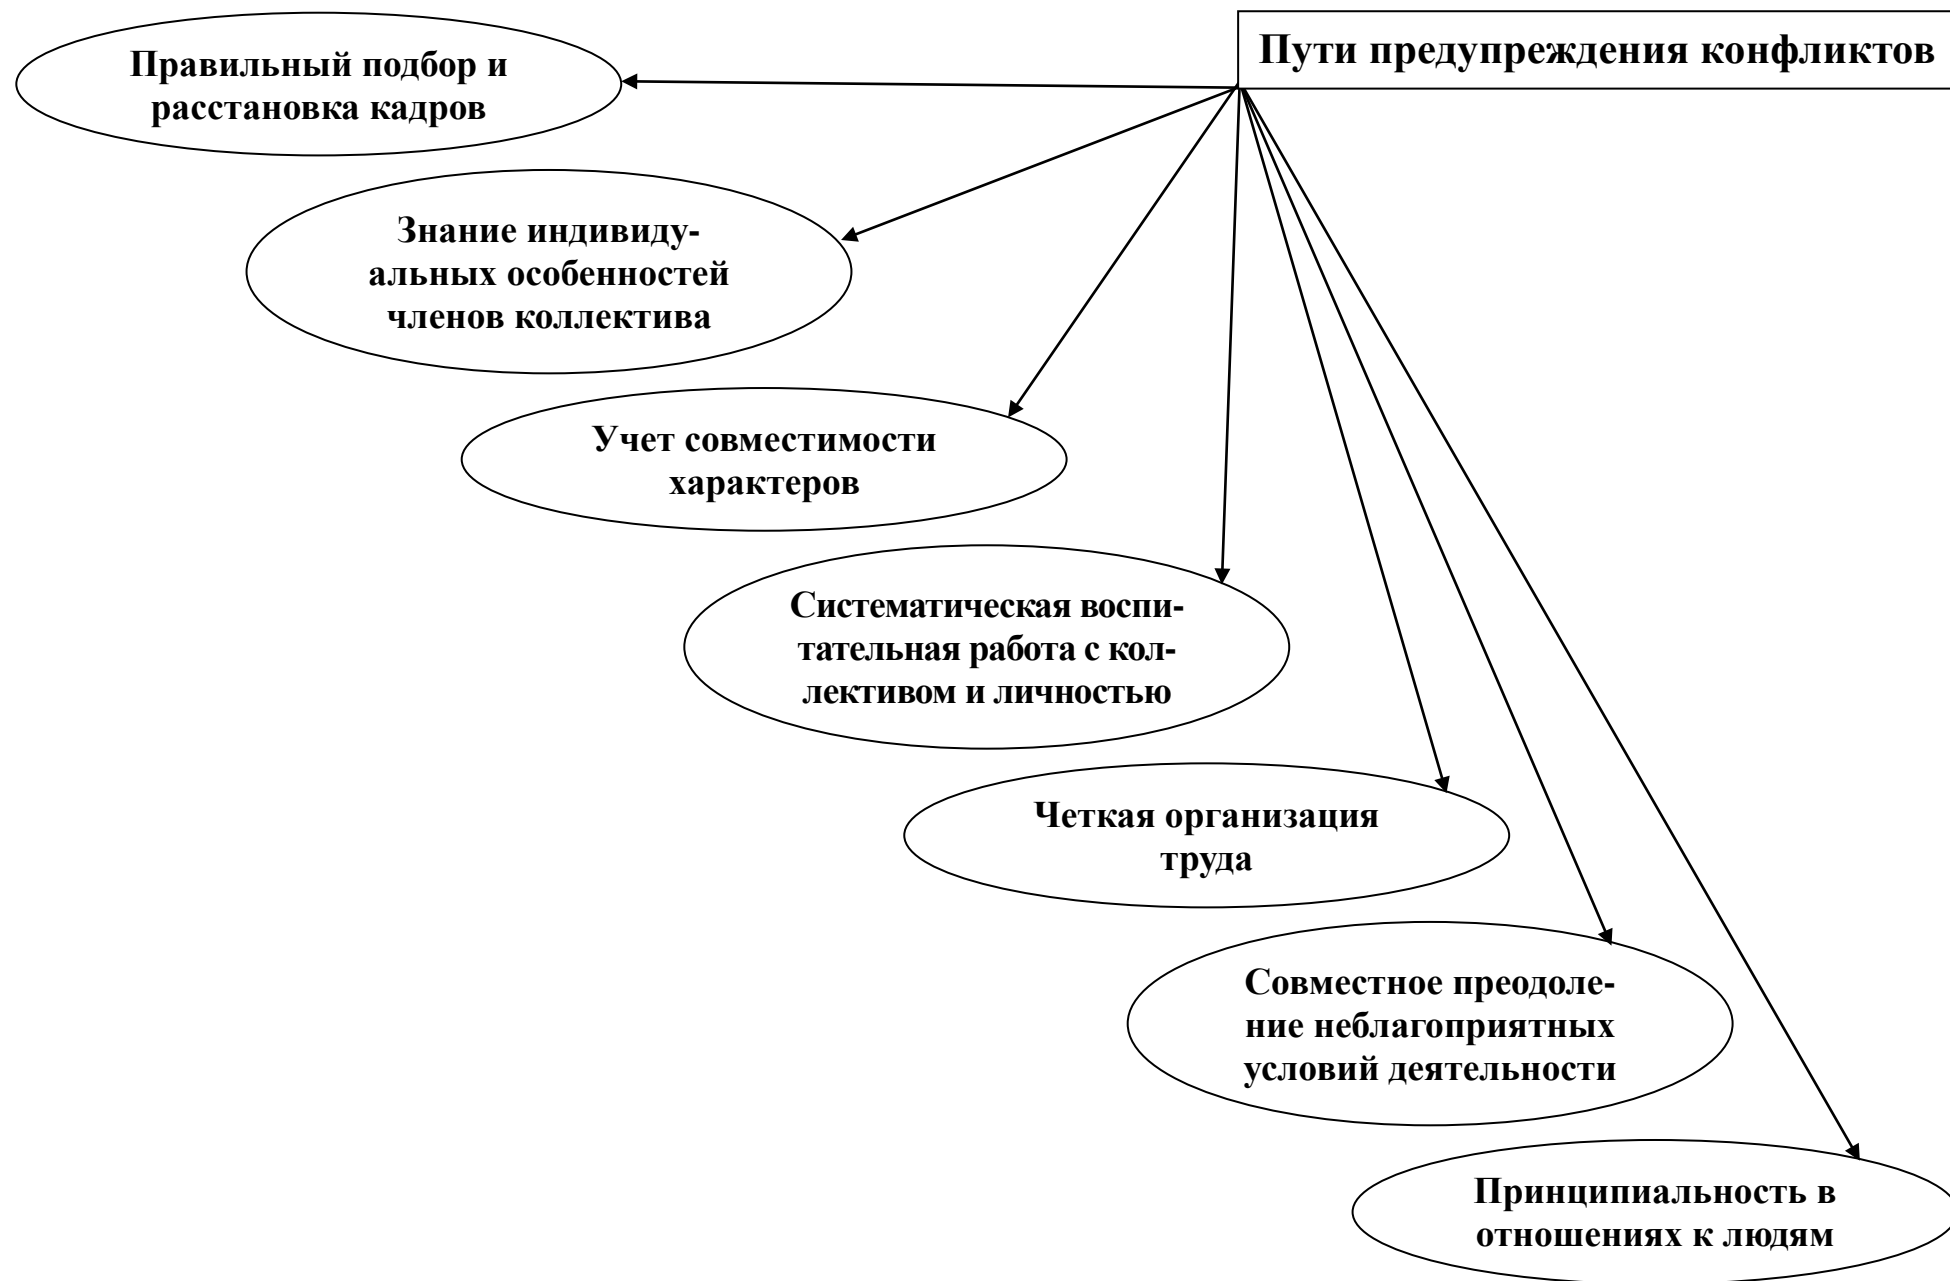 Пути предупреждения конфликтов
Правильный подбор и
расстановка кадров
Знание индивиду-
альных особенностей
членов коллектива
Учет совместимости
характеров
Систематическая воспи-
тательная работа с кол-
лективом и личностью
Четкая организация
труда
Совместное преодоле-
ние неблагоприятных
условий деятельности
Принципиальность в
отношениях к людям